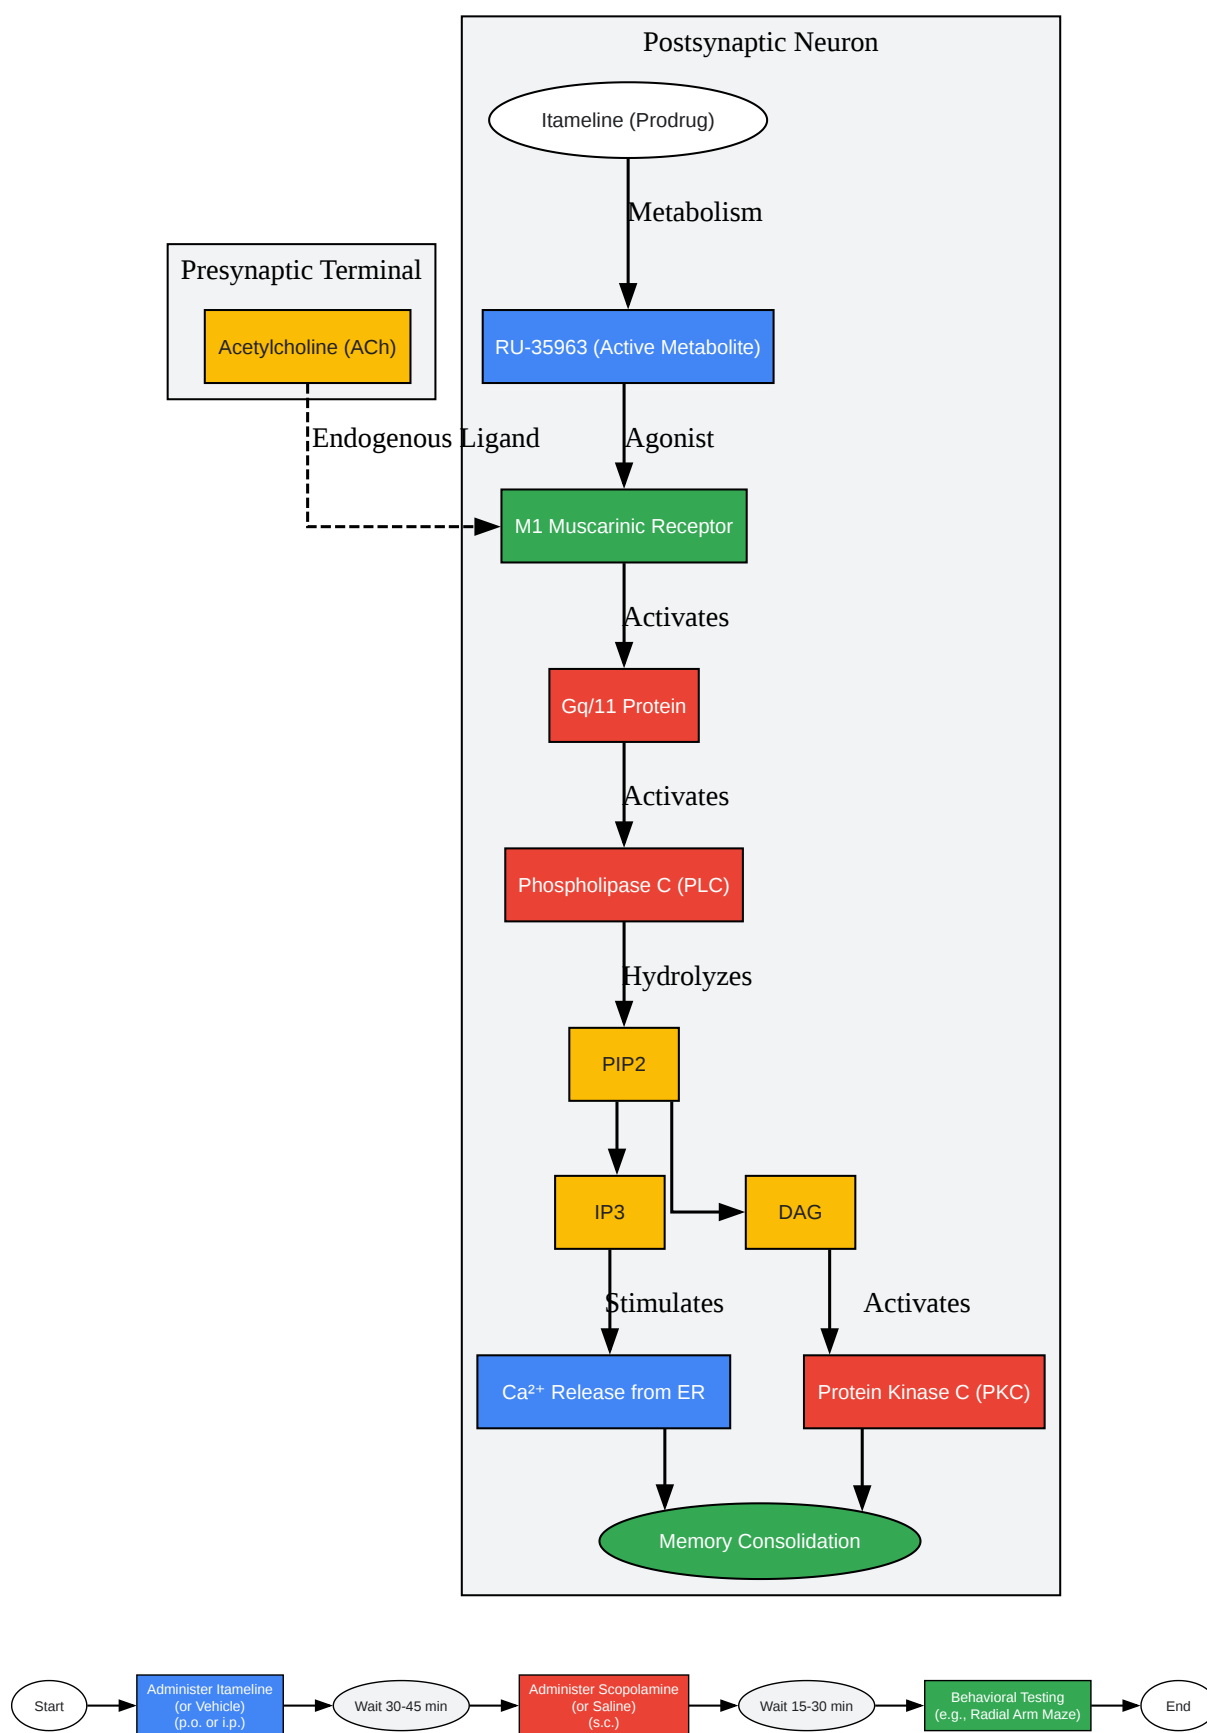 Postsynaptic Neuron
Itameline (Prodrug)
Metabolism
Presynaptic Terminal
Acetylcholine (ACh)
RU-35963 (Active Metabolite)
Endogenous Ligand
Agonist
M1 Muscarinic Receptor
Activates
Gq/11 Protein
Activates
Phospholipase C (PLC)
Hydrolyzes
PIP2
IP3
DAG
Stimulates
Activates
Ca²⁺ Release from ER
Protein Kinase C (PKC)
Memory Consolidation
Start
Administer Itameline
(or Vehicle)
(p.o. or i.p.)
Wait 30-45 min
Administer Scopolamine
(or Saline)
(s.c.)
Wait 15-30 min
Behavioral Testing
(e.g., Radial Arm Maze)
End